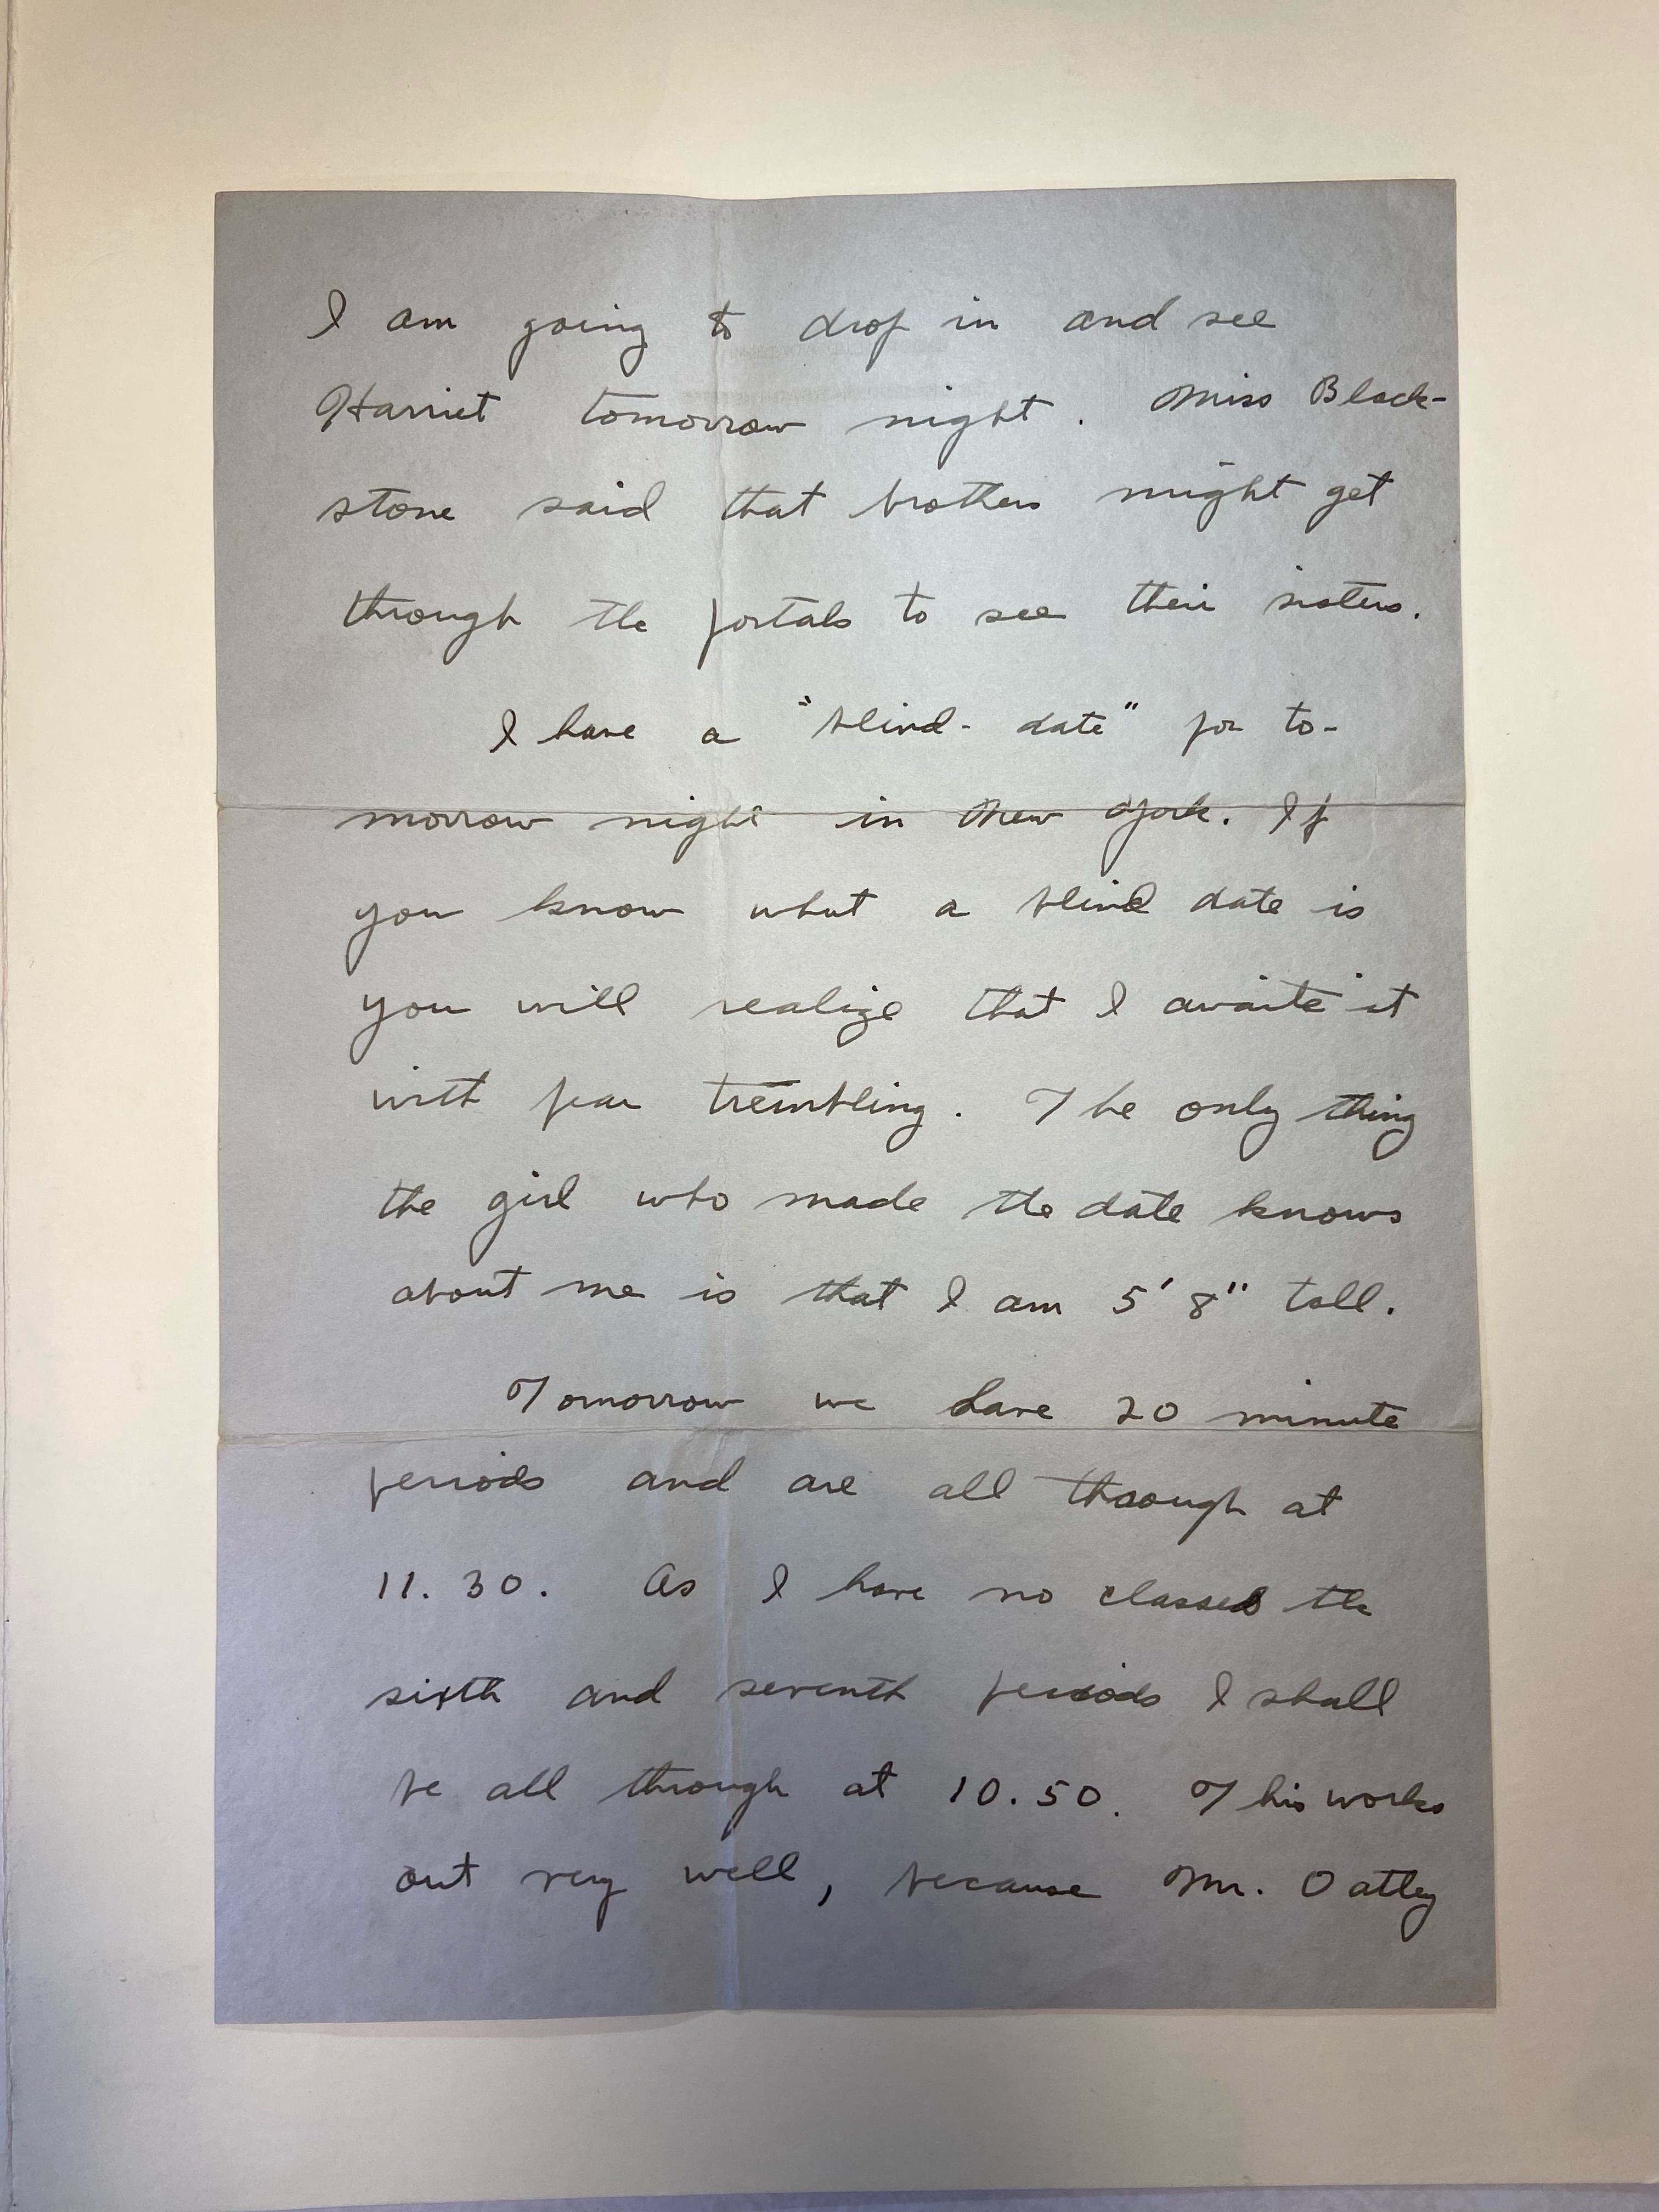 I am going to drop in and see
Harriet tomorrow night. Miss Black-
stone said that brothers might get
through the portals to see their sisters.
I have a "blind-date" for to-
morrow night in New York. If
you know what a blind date is
you will realize that I awaite it
with fear trembling. The only thing
the girl who made the date knows
about me is that I am 5' 8" tall.
Tomorrow we have 20 minute
periods and are all through at
11.30. As I have no classes the
sixth and seventh periods I shall
be all through at 10.50. This works
out very well, because Mr. Oatley